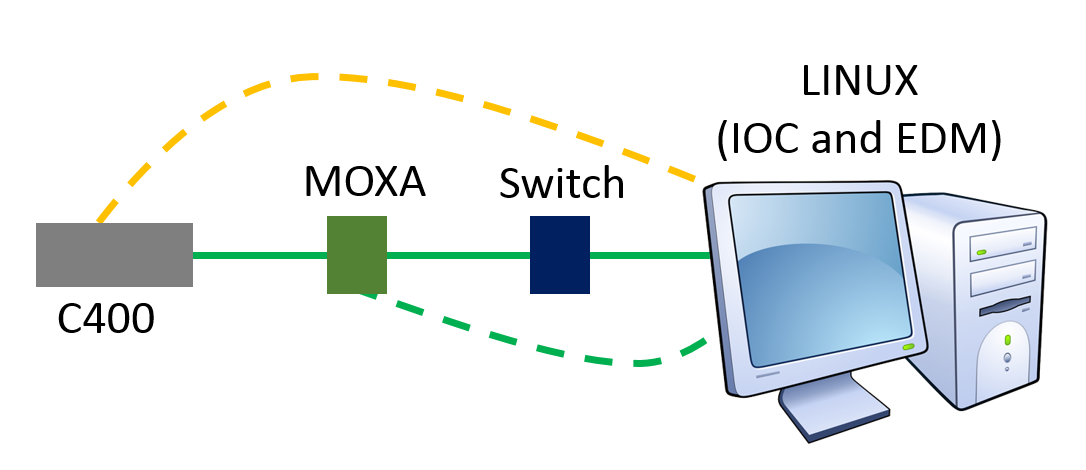 LINUX
(IOC and EDM)
MOXA
Switch
C400